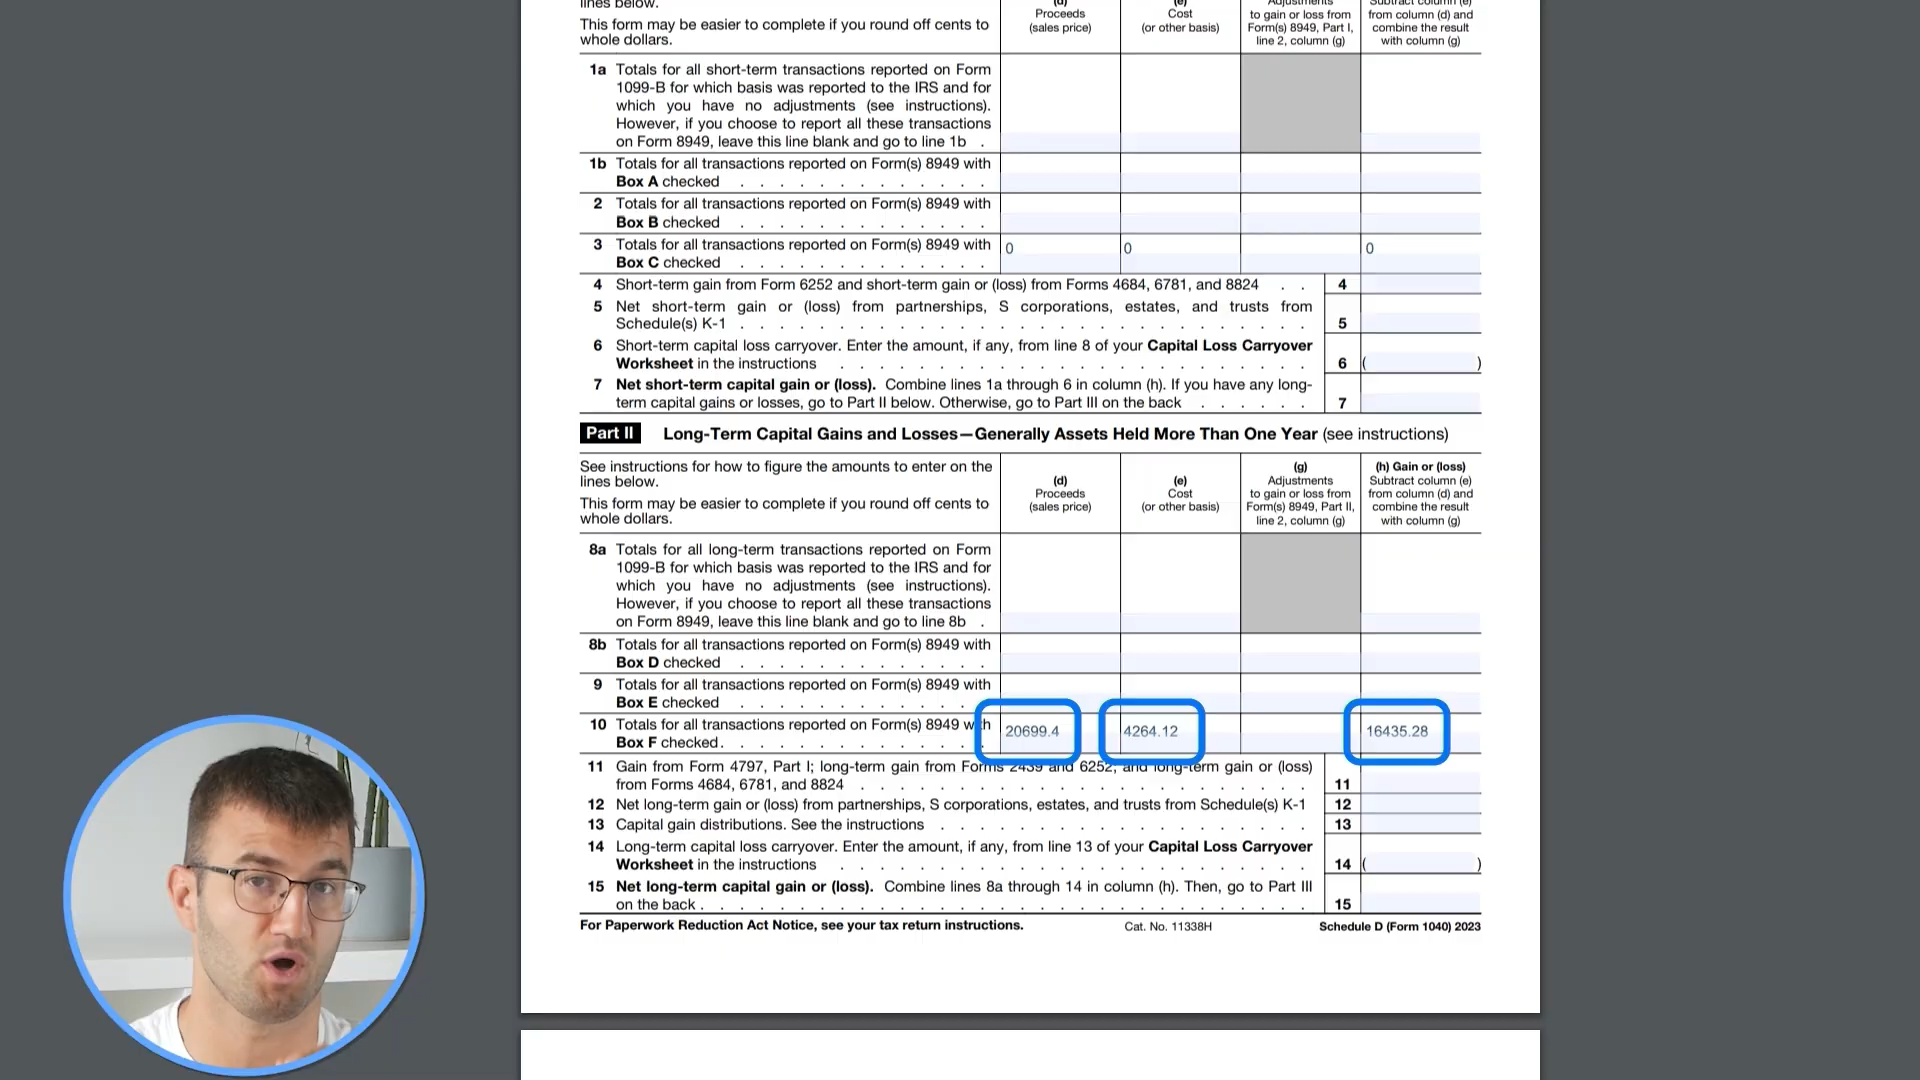 lines below.
This form may be easier to complete if you round off cents to
whole dollars.
(d)
Proceeds
(sales price)
(e)
Cost
(or other basis)
Adjustments
to gain or loss from
Form(s) 8949, Part I,
line 2, column (g)
Subtract column (e)
from column (d) and
combine the result
with column (g)
1a Totals for all short-term transactions reported on Form
1099-B for which basis was reported to the IRS and for
which you have no adjustments (see instructions).
However, if you choose to report all these transactions
on Form 8949, leave this line blank and go to line 1b .
1b Totals for all transactions reported on Form(s) 8949 with
Box A checked . . . . . . . . . . . . .
2 Totals for all transactions reported on Form(s) 8949 with
Box B checked . . . . . . . . . . . . .
3 Totals for all transactions reported on Form(s) 8949 with 0 0 0
Box C checked . . . . . . . . . . . . .
4 Short-term gain from Form 6252 and short-term gain or (loss) from Forms 4684, 6781, and 8824 . . 4
5 Net short-term gain or (loss) from partnerships, S corporations, estates, and trusts from
Schedule(s) K-1 . . . . . . . . . . . . . . . . . . . . . . . . . . . . . 5
6 Short-term capital loss carryover. Enter the amount, if any, from line 8 of your Capital Loss Carryover
Worksheet in the instructions . . . . . . . . . . . . . . . . . . . . . . . . 6 ( )
7 Net short-term capital gain or (loss). Combine lines 1a through 6 in column (h). If you have any long-
term capital gains or losses, go to Part II below. Otherwise, go to Part III on the back . . . . . . 7
Part II Long-Term Capital Gains and Losses—Generally Assets Held More Than One Year (see instructions)
See instructions for how to figure the amounts to enter on the
lines below.
This form may be easier to complete if you round off cents to
whole dollars.
(d)
Proceeds
(sales price)
(e)
Cost
(or other basis)
(g)
Adjustments
to gain or loss from
Form(s) 8949, Part II,
line 2, column (g)
(h) Gain or (loss)
Subtract column (e)
from column (d) and
combine the result
with column (g)
8a Totals for all long-term transactions reported on Form
1099-B for which basis was reported to the IRS and for
which you have no adjustments (see instructions).
However, if you choose to report all these transactions
on Form 8949, leave this line blank and go to line 8b .
8b Totals for all transactions reported on Form(s) 8949 with
Box D checked . . . . . . . . . . . . .
9 Totals for all transactions reported on Form(s) 8949 with
Box E checked . . . . . . . . . . . . .
10 Totals for all transactions reported on Form(s) 8949 with 20699.4 4264.12 16435.28
Box F checked. . . . . . . . . . . . . .
11 Gain from Form 4797, Part I; long-term gain from Forms 2439 and 6252; and long-term gain or (loss)
from Forms 4684, 6781, and 8824 . . . . . . . . . . . . . . . . . . . . . . . 11
12 Net long-term gain or (loss) from partnerships, S corporations, estates, and trusts from Schedule(s) K-1 12
13 Capital gain distributions. See the instructions . . . . . . . . . . . . . . . . . . . 13
14 Long-term capital loss carryover. Enter the amount, if any, from line 13 of your Capital Loss Carryover
Worksheet in the instructions . . . . . . . . . . . . . . . . . . . . . . . . 14 ( )
15 Net long-term capital gain or (loss). Combine lines 8a through 14 in column (h). Then, go to Part III
on the back . . . . . . . . . . . . . . . . . . . . . . . . . . . . . . . 15
For Paperwork Reduction Act Notice, see your tax return instructions. Cat. No. 11338H Schedule D (Form 1040) 2023